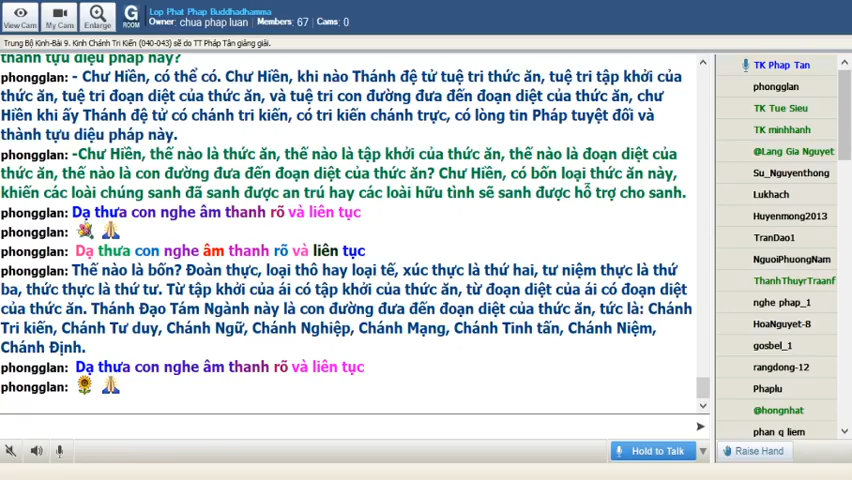 Lop Phat Phap Buddhadhamma
Owner: chua phap luan Members: 67 Cams: 0
View Cam
My Cam
Enlarge
G
ROOM
Trung Bộ Kinh-Bài 9. Kinh Chánh Tri Kiến (040-043) sẽ do TT Pháp Tân giảng giải.
thành tựu diệu pháp này?
phongglan: - Chư Hiền, có thể có. Chư Hiền, khi nào Thánh đệ tử tuệ tri thức ăn, tuệ tri tập khởi của
thức ăn, tuệ tri đoạn diệt của thức ăn, và tuệ tri con đường đưa đến đoạn diệt của thức ăn, chư
Hiền khi ấy Thánh đệ tử có chánh tri kiến, có tri kiến chánh trực, có lòng tin Pháp tuyệt đối và
thành tựu diệu pháp này.
phongglan: -Chư Hiền, thế nào là thức ăn, thế nào là tập khởi của thức ăn, thế nào là đoạn diệt của
thức ăn, thế nào là con đường đưa đến đoạn diệt của thức ăn? Chư Hiền, có bốn loại thức ăn này,
khiến các loài chúng sanh đã sanh được an trú hay các loài hữu tình sẽ sanh được hỗ trợ cho sanh.
phongglan: Dạ thưa con nghe âm thanh rõ và liên tục
phongglan:
phongglan: Dạ thưa con nghe âm thanh rõ và liên tục
phongglan: Thế nào là bốn? Đoàn thực, loại thô hay loại tế, xúc thực là thứ hai, tư niệm thực là thứ
ba, thức thực là thứ tư. Từ tập khởi của ái có tập khởi của thức ăn, từ đoạn diệt của ái có đoạn diệt
của thức ăn. Thánh Đạo Tám Ngành này là con đường đưa đến đoạn diệt của thức ăn, tức là: Chánh
Tri kiến, Chánh Tư duy, Chánh Ngữ, Chánh Nghiệp, Chánh Mạng, Chánh Tinh tấn, Chánh Niệm,
Chánh Định.
phongglan: Dạ thưa con nghe âm thanh rõ và liên tục
phongglan:
Hold to Talk
TK Phap Tan
phongglan
TK Tue Sieu
TK minhhanh
@Lang Gia Nguyet
Su_Nguyenthong
Lukhach
Huyenmong2013
TranDao1
NguoiPhuongNam
ThanhThuyrTraanf
nghe phap_1
HoaNguyet-8
gosbel_1
rangdong-12
Phaplu
@hongnhat
phan q liem
Raise Hand